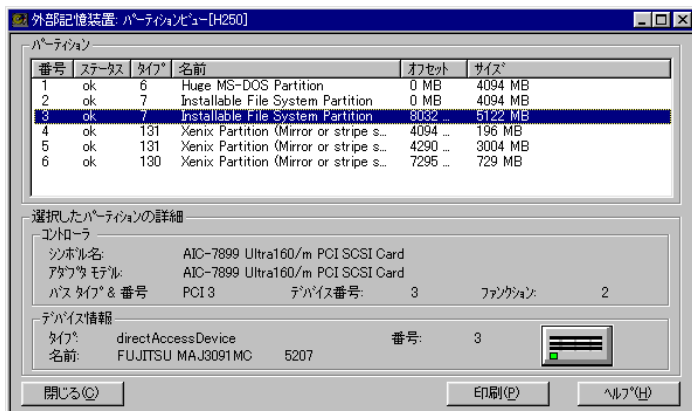 外部記憶装置: パーティションビュー[H250]
パーティション
番号 ステータス タイプ 名前 オフセット サイズ
1 ok 6 Huge MS-DOS Partition 0 MB 4094 MB
2 ok 7 Installable File System Partition 0 MB 4094 MB
3 ok 7 Installable File System Partition 8032 ... 5122 MB
4 ok 131 Xenix Partition (Mirror or stripe s... 4094 ... 196 MB
5 ok 131 Xenix Partition (Mirror or stripe s... 4290 ... 3004 MB
6 ok 130 Xenix Partition (Mirror or stripe s... 7295 ... 729 MB
選択したパーティションの詳細
コントローラ
シンボル名: AIC-7899 Ultra160/m PCI SCSI Card
アダプタ モデル: AIC-7899 Ultra160/m PCI SCSI Card
バス タイプ & 番号 PCI 3 デバイス番号: 3 ファンクション: 2
デバイス情報
タイプ: directAccessDevice 番号: 3
名前: FUJITSU MAJ3091MC 5207
閉じる(C) 印刷(P) ヘルプ(H)